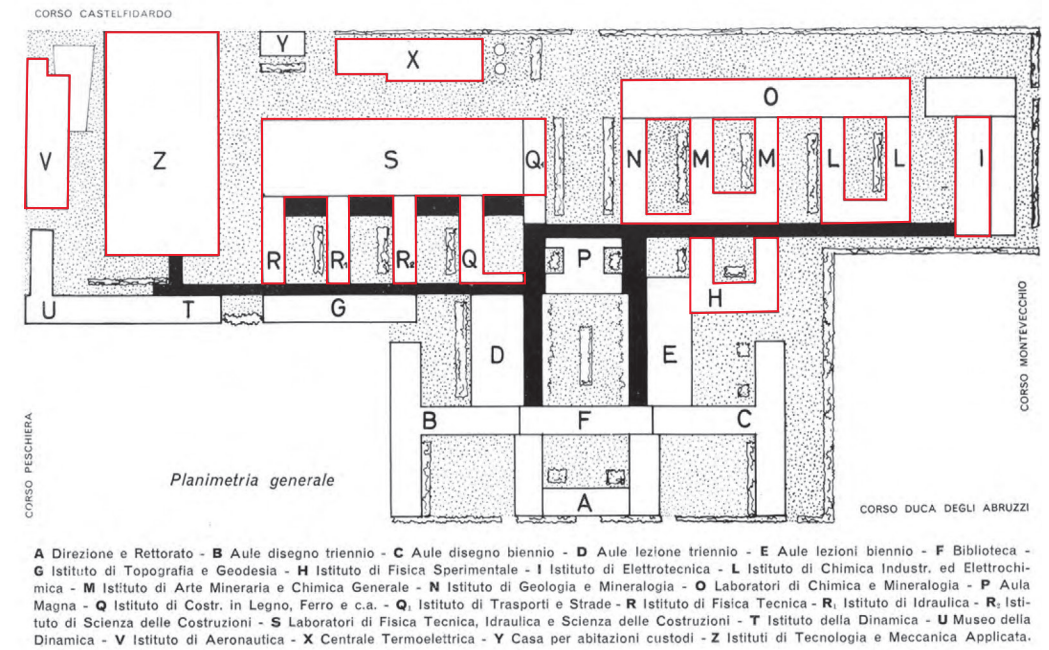 CORSO CASTELFIDARDO
Y
X
O
V
Z
S
Q₁
N
M
M
L
L
I
R
R₁
R₂
Q
P
H
U
T
G
D
E
B
F
C
A
CORSO PESCHIERA
CORSO MONTEVECCHIO
Planimetria generale
CORSO DUCA DEGLI ABRUZZI
A Direzione e Rettorato - B Aule disegno triennio - C Aule disegno biennio - D Aule lezione triennio - E Aule lezioni biennio - F Biblioteca -
G Istituto di Topografia e Geodesia - H Istituto di Fisica Sperimentale - I Istituto di Elettrotecnica - L Istituto di Chimica Industr. ed Elettrochi-
mica - M Istituto di Arte Mineraria e Chimica Generale - N Istituto di Geologia e Mineralogia - O Laboratori di Chimica e Mineralogia - P Aula
Magna - Q Istituto di Costr. in Legno, Ferro e c.a. - Q₁ Istituto di Trasporti e Strade - R Istituto di Fisica Tecnica - R₁ Istituto di Idraulica - R₂ Isti-
tuto di Scienza delle Costruzioni - S Laboratori di Fisica Tecnica, Idraulica e Scienza delle Costruzioni - T Istituto della Dinamica - U Museo della
Dinamica - V Istituto di Aeronautica - X Centrale Termoelettrica - Y Casa per abitazioni custodi - Z Istituti di Tecnologia e Meccanica Applicata.